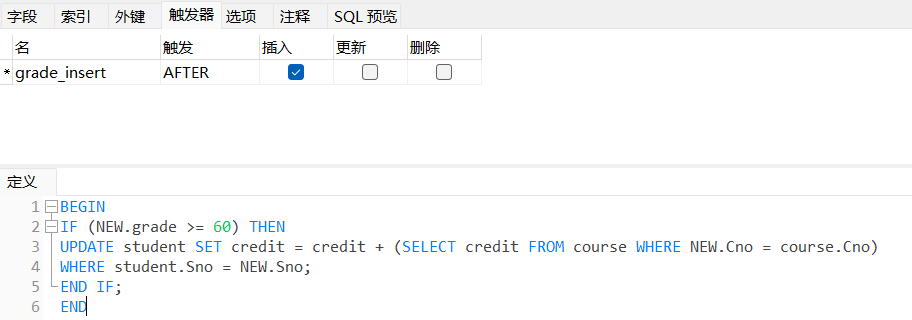 字段 索引 外键 触发器 选项 注释 SQL 预览
名 触发 插入 更新 删除
* grade_insert AFTER
定义
1 BEGIN
2 IF (NEW.grade >= 60) THEN
3 UPDATE student SET credit = credit + (SELECT credit FROM course WHERE NEW.Cno = course.Cno)
4 WHERE student.Sno = NEW.Sno;
5 END IF;
6 END